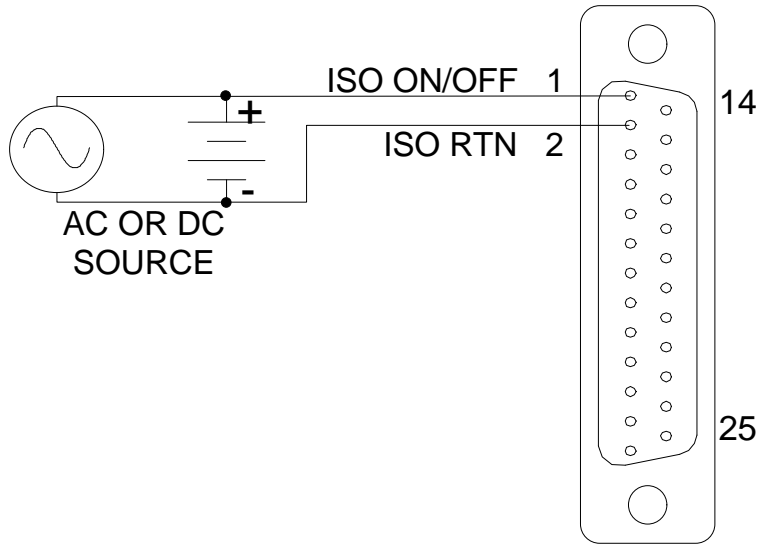 ISO ON/OFF 1
14
+
ISO RTN 2
-
AC OR DC
SOURCE
25